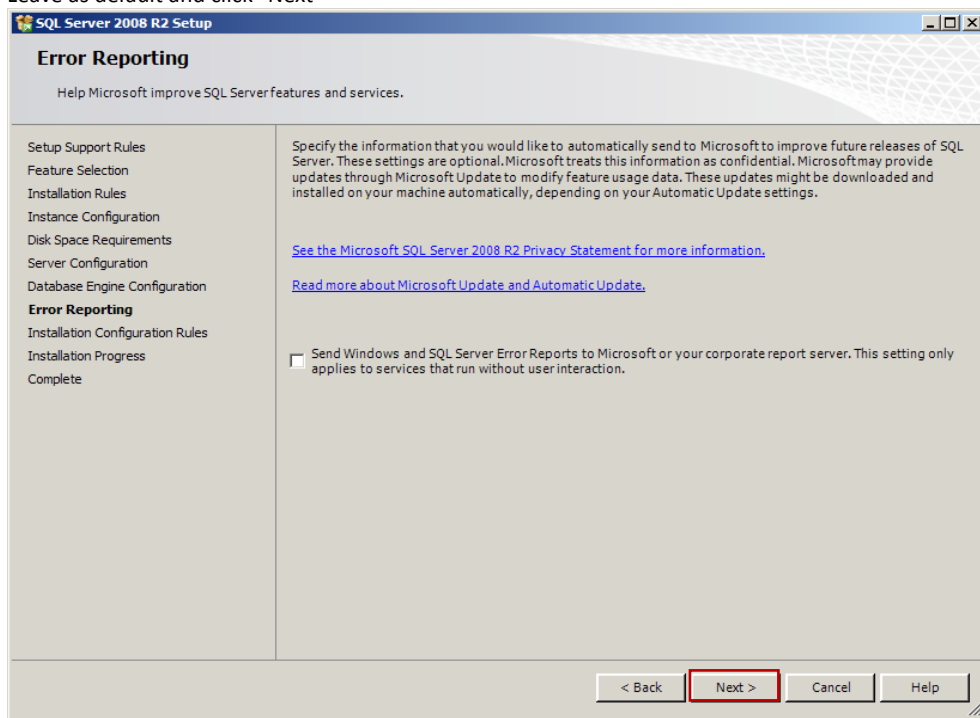 Leave as default and click "Next"
SQL Server 2008 R2 Setup
Error Reporting
Help Microsoft improve SQL Server features and services.
Setup Support Rules
Feature Selection
Installation Rules
Instance Configuration
Disk Space Requirements
Server Configuration
Database Engine Configuration
Error Reporting
Installation Configuration Rules
Installation Progress
Complete
Specify the information that you would like to automatically send to Microsoft to improve future releases of SQL
Server. These settings are optional. Microsoft treats this information as confidential. Microsoft may provide
updates through Microsoft Update to modify feature usage data. These updates might be downloaded and
installed on your machine automatically, depending on your Automatic Update settings.
See the Microsoft SQL Server 2008 R2 Privacy Statement for more information.
Read more about Microsoft Update and Automatic Update.
Send Windows and SQL Server Error Reports to Microsoft or your corporate report server. This setting only
applies to services that run without user interaction.
< Back
Next >
Cancel
Help